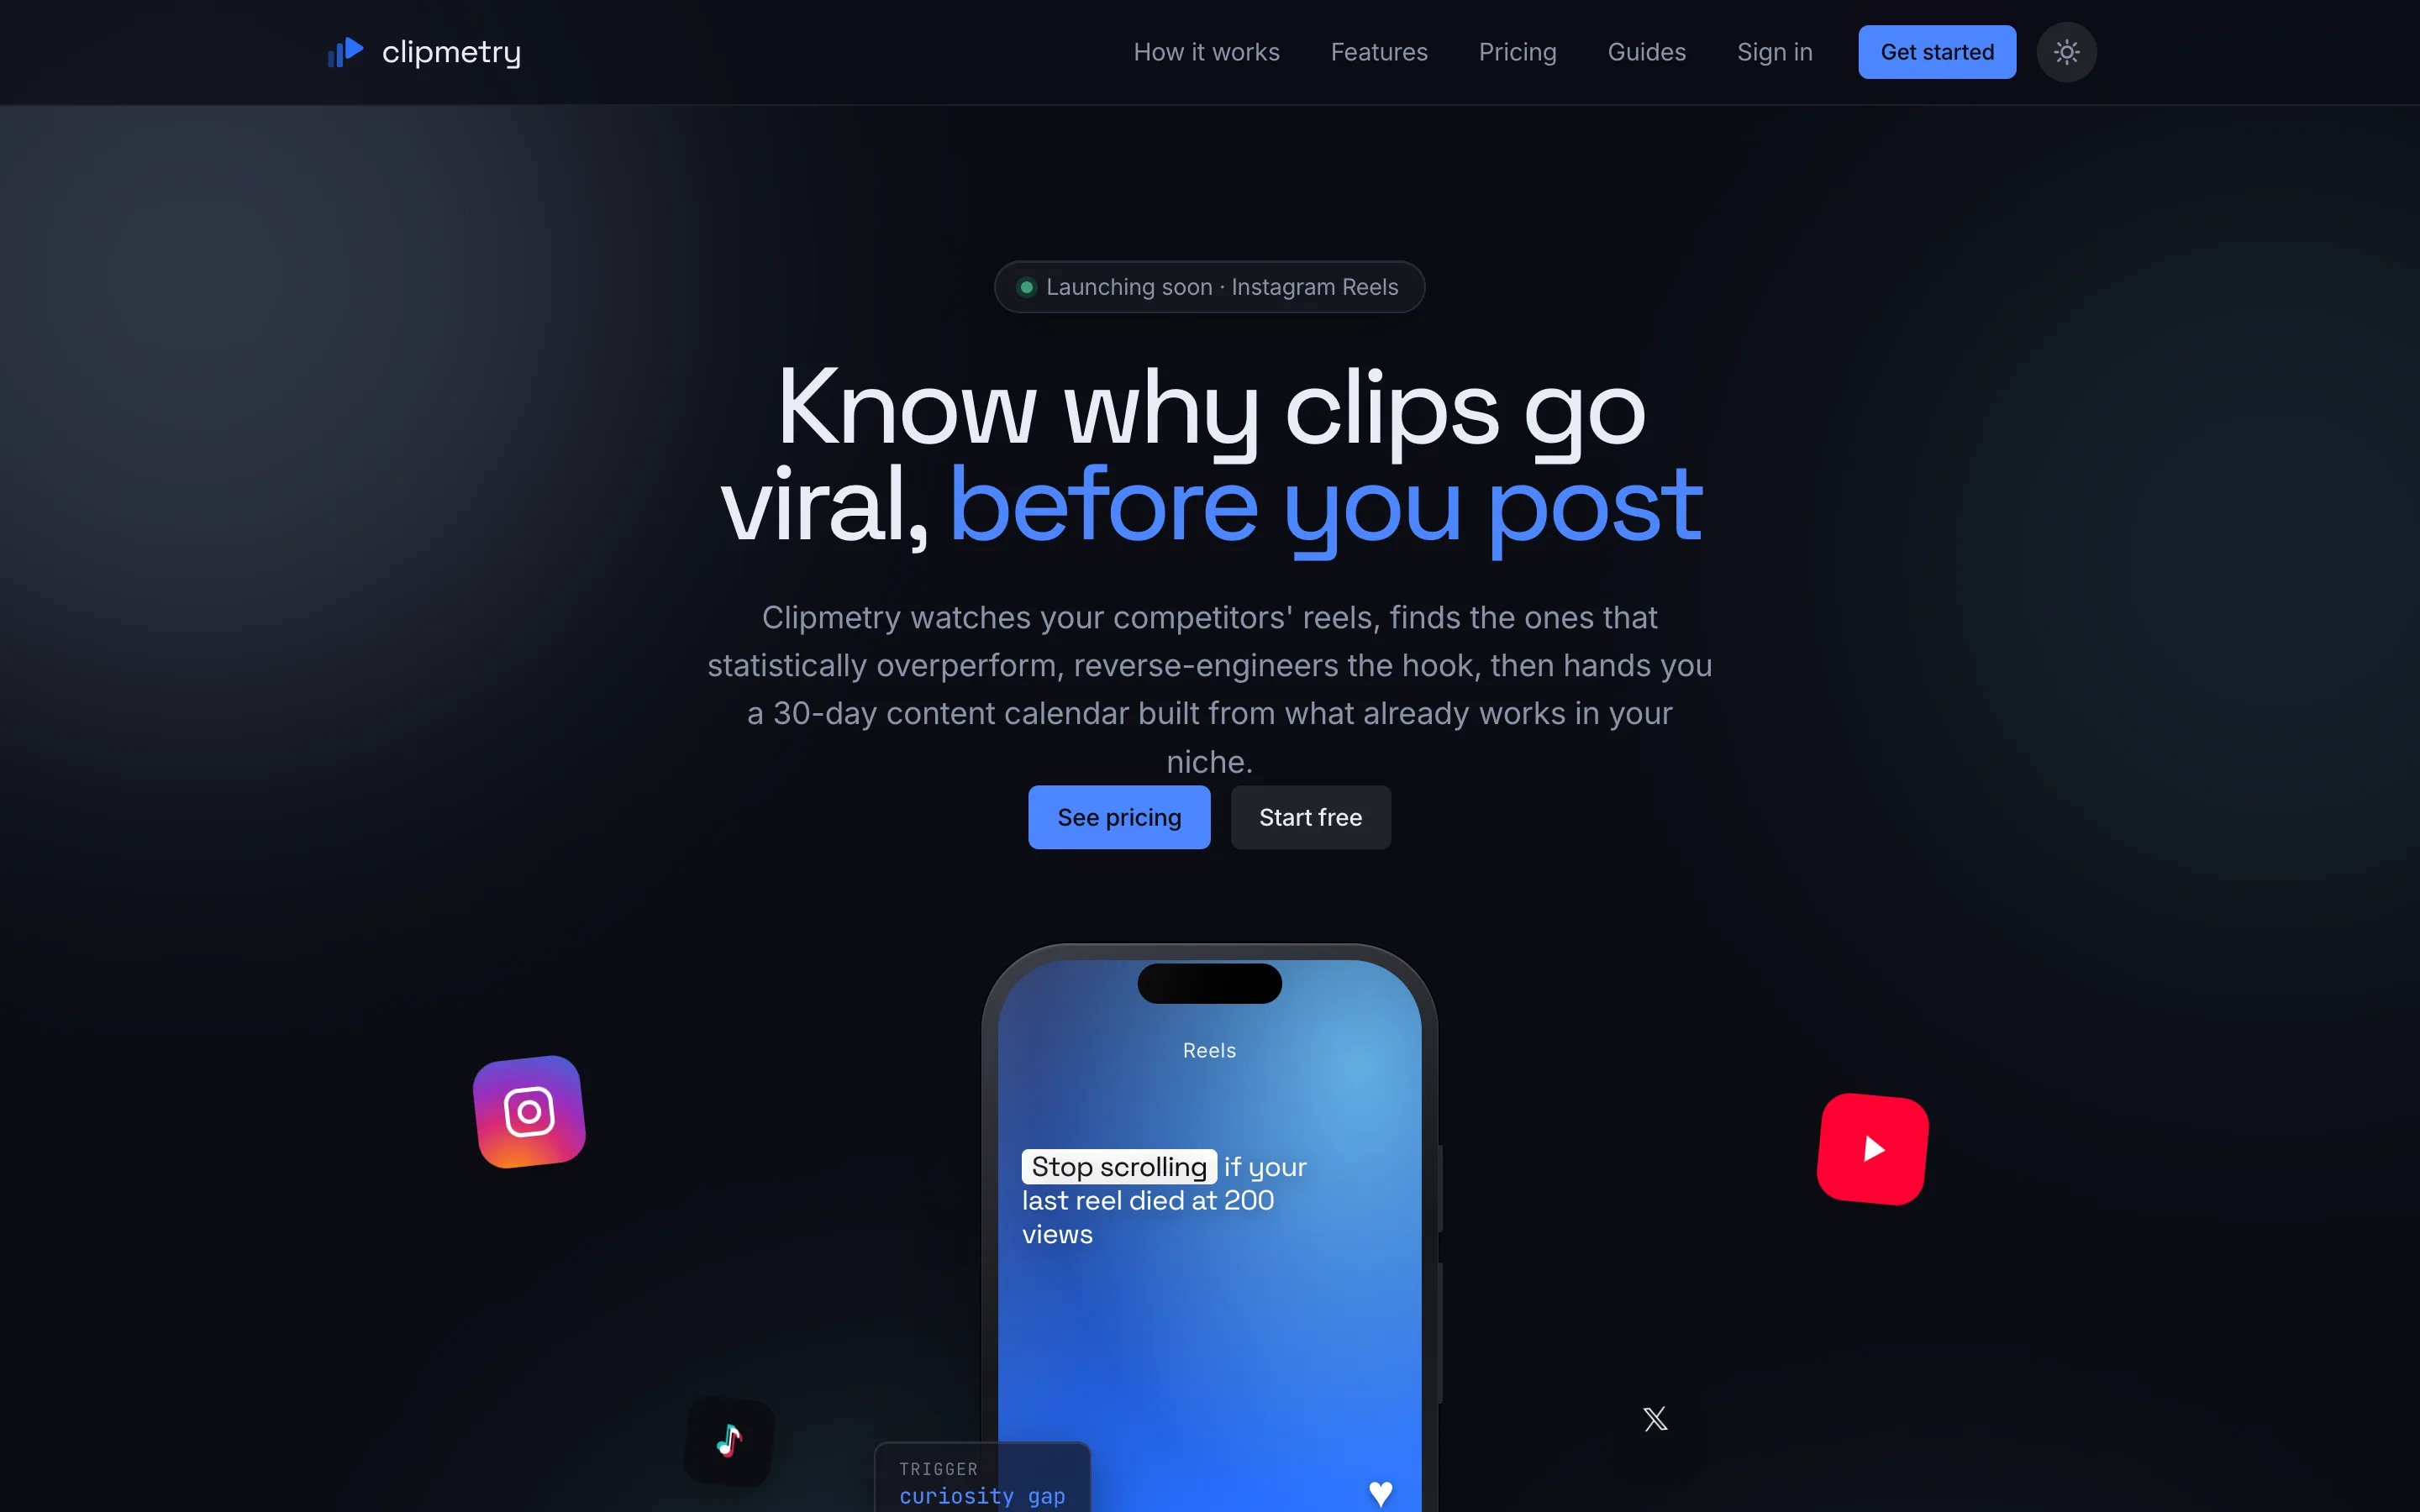 clipmetry
How it works
Features
Pricing
Guides
Sign in
Get started
Launching soon · Instagram Reels
Know why clips go
viral, before you post
Clipmetry watches your competitors' reels, finds the ones that
statistically overperform, reverse-engineers the hook, then hands you
a 30-day content calendar built from what already works in your
niche.
See pricing
Start free
Reels
Stop scrolling if your
last reel died at 200
views
TRIGGER
curiosity gap